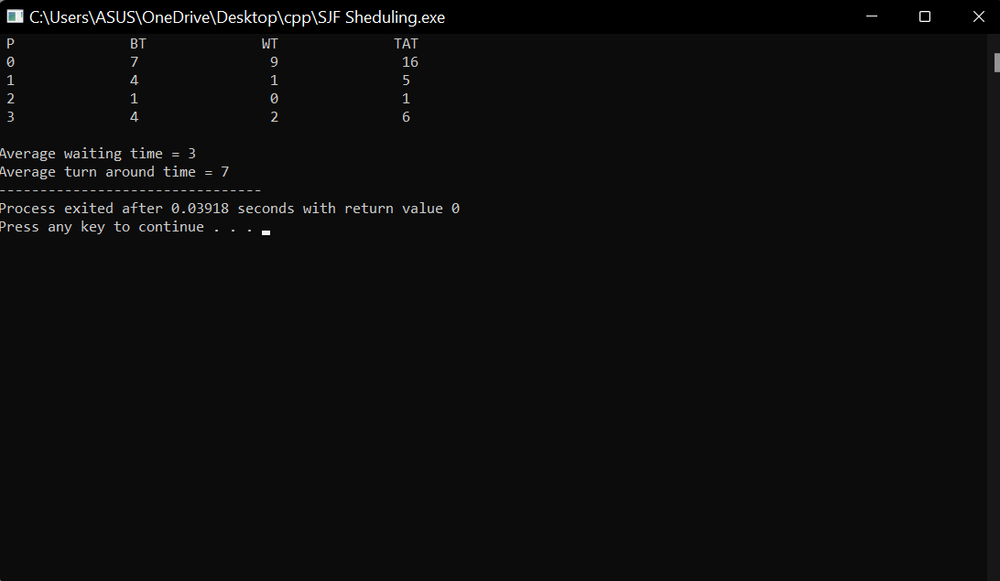 C:\Users\ASUS\OneDrive\Desktop\cpp\SJF Sheduling.exe
P BT WT TAT
0 7 9 16
1 4 1 5
2 1 0 1
3 4 2 6
Average waiting time = 3
Average turn around time = 7
--------------------------------
Process exited after 0.03918 seconds with return value 0
Press any key to continue . . .